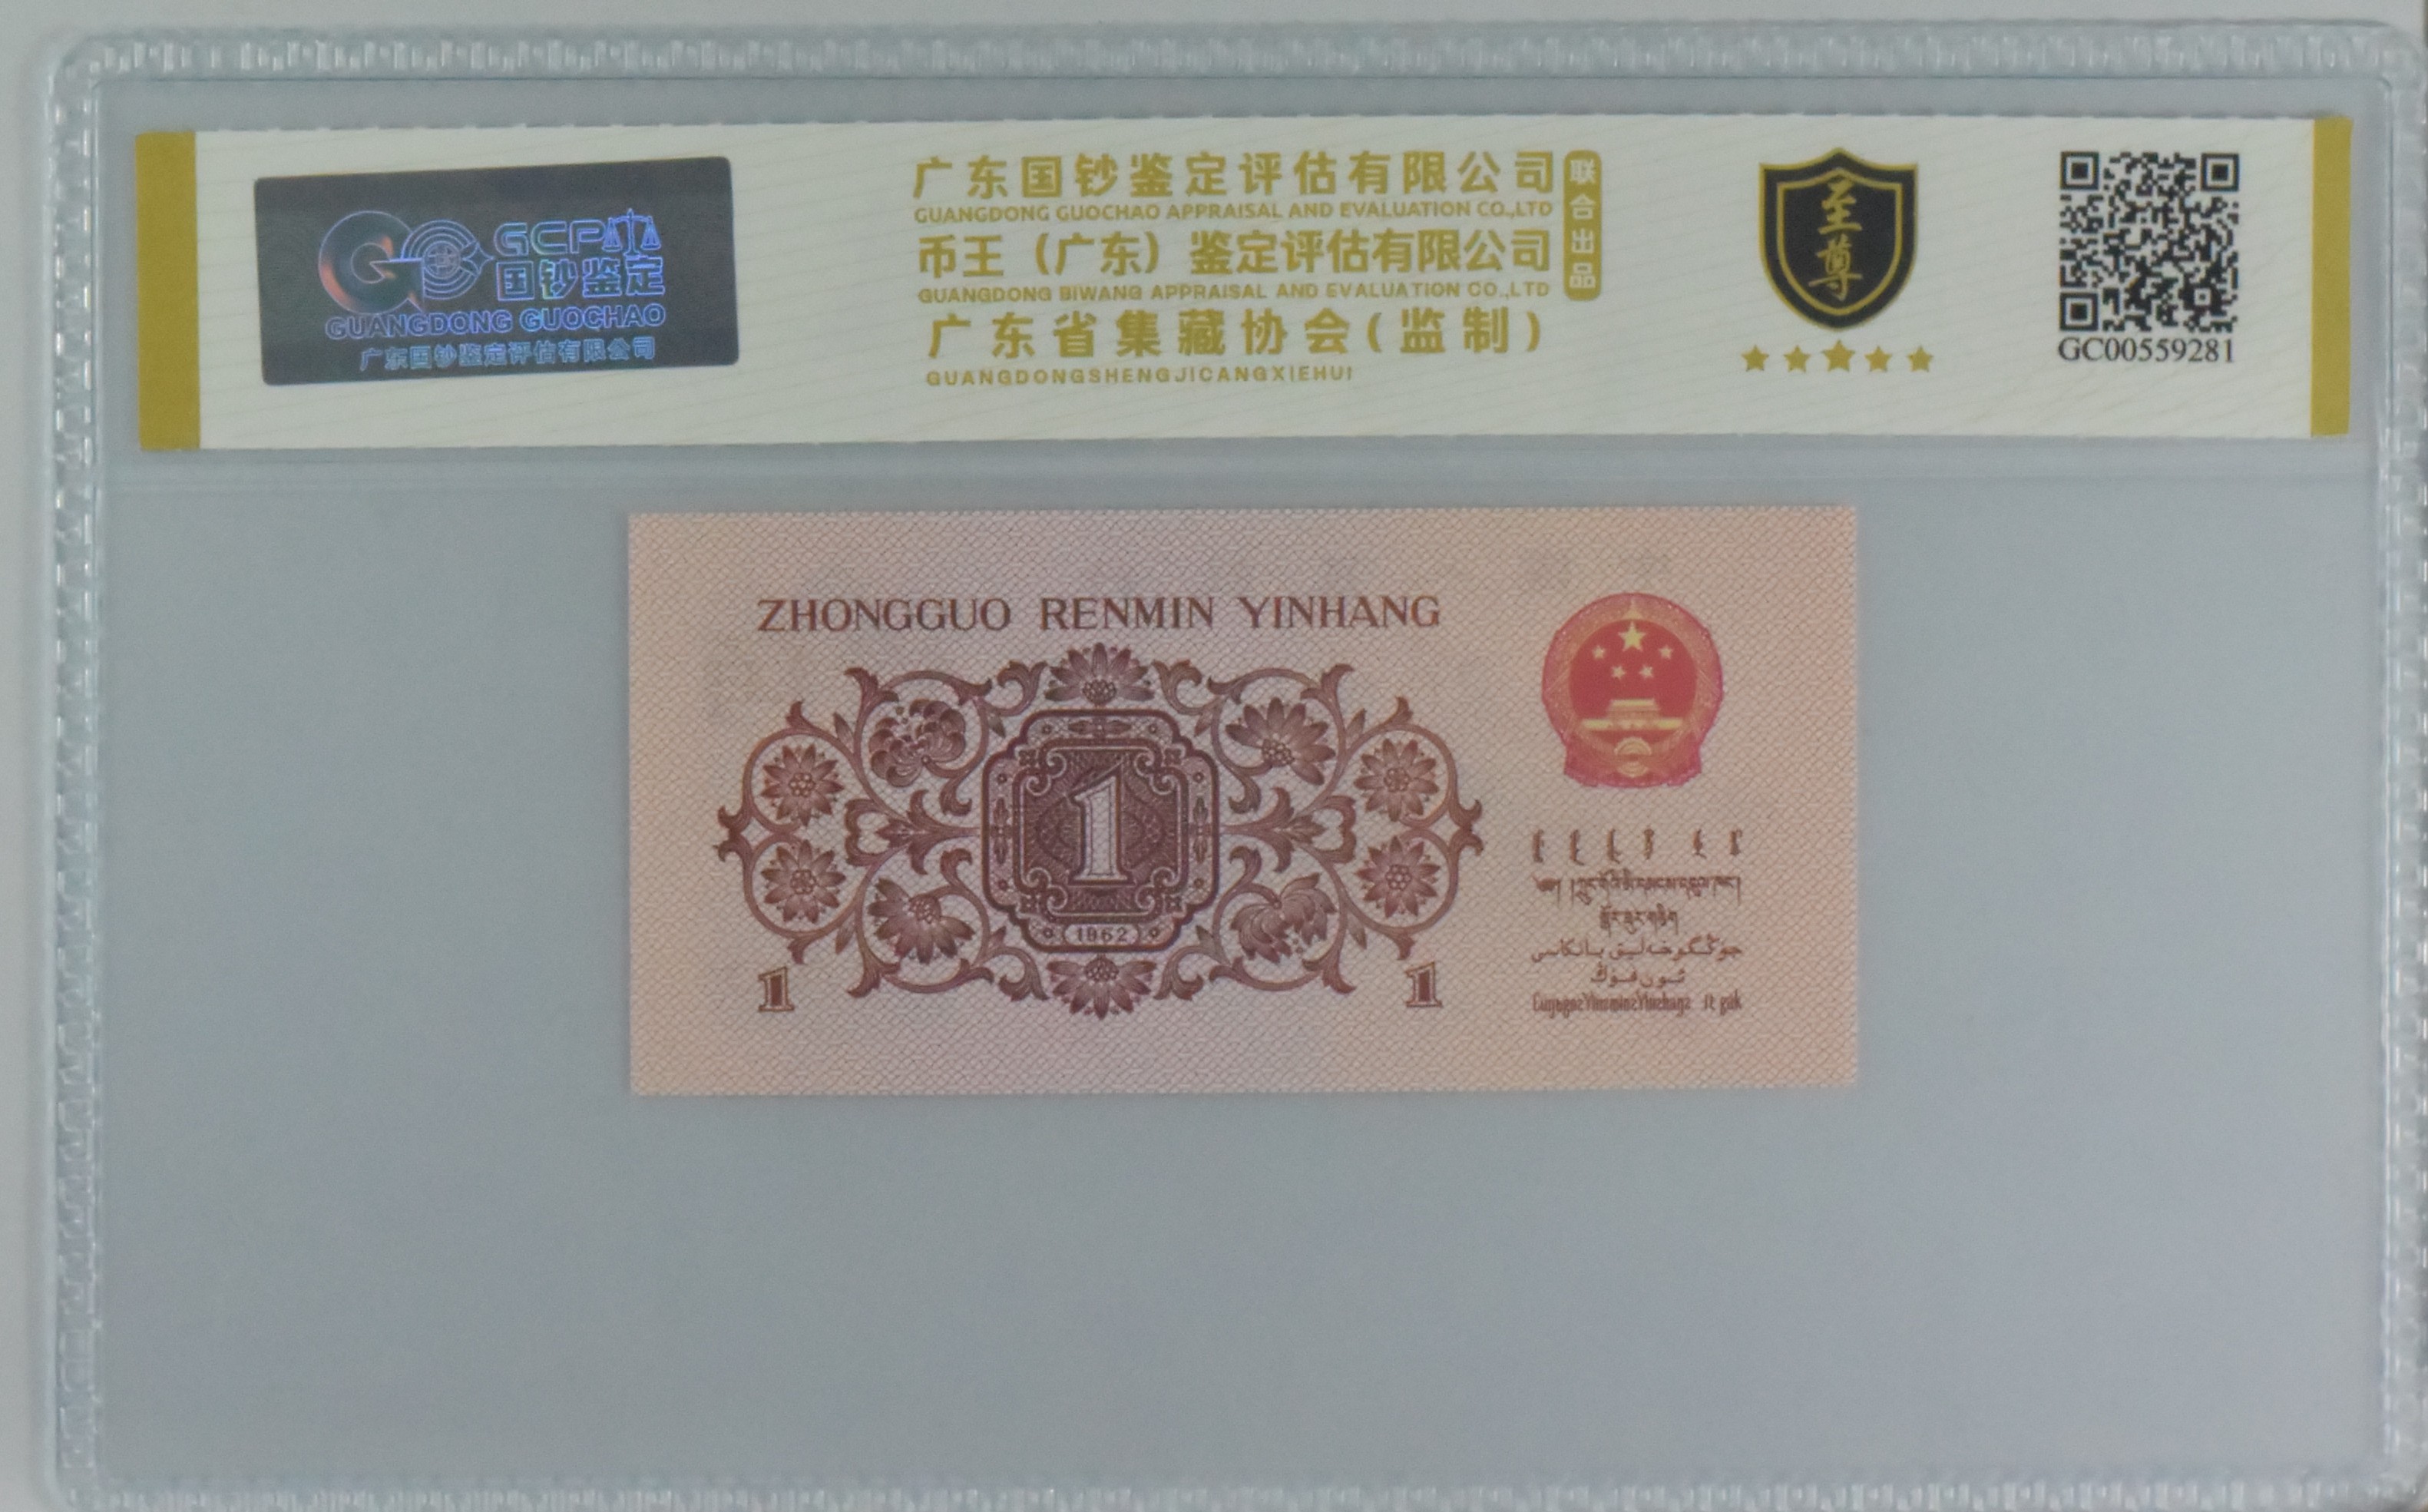 GCP
国钞鉴定
GUANGDONG GUOCHAO
广东国钞鉴定评估有限公司
广东国钞鉴定评估有限公司
GUANGDONG GUOCHAO APPRAISAL AND EVALUATION CO.,LTD
币王（广东）鉴定评估有限公司
GUANGDONG BIWANG APPRAISAL AND EVALUATION CO.,LTD
广东省集藏协会(监制)
GUANGDONGSHENGJICANGXIEHUI
联合出品
至尊
GC00559281
ZHONGGUO RENMIN YINHANG
1
1962
1
1